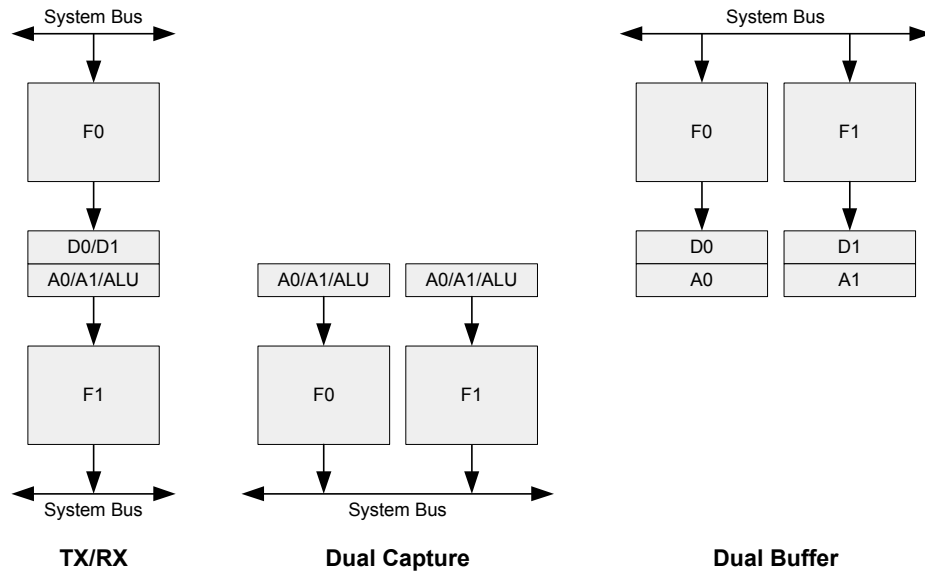 System Bus
F0
D0/D1
A0/A1/ALU
F1
System Bus
TX/RX
A0/A1/ALU
A0/A1/ALU
F0
F1
System Bus
Dual Capture
System Bus
F0
F1
D0
D1
A0
A1
Dual Buffer